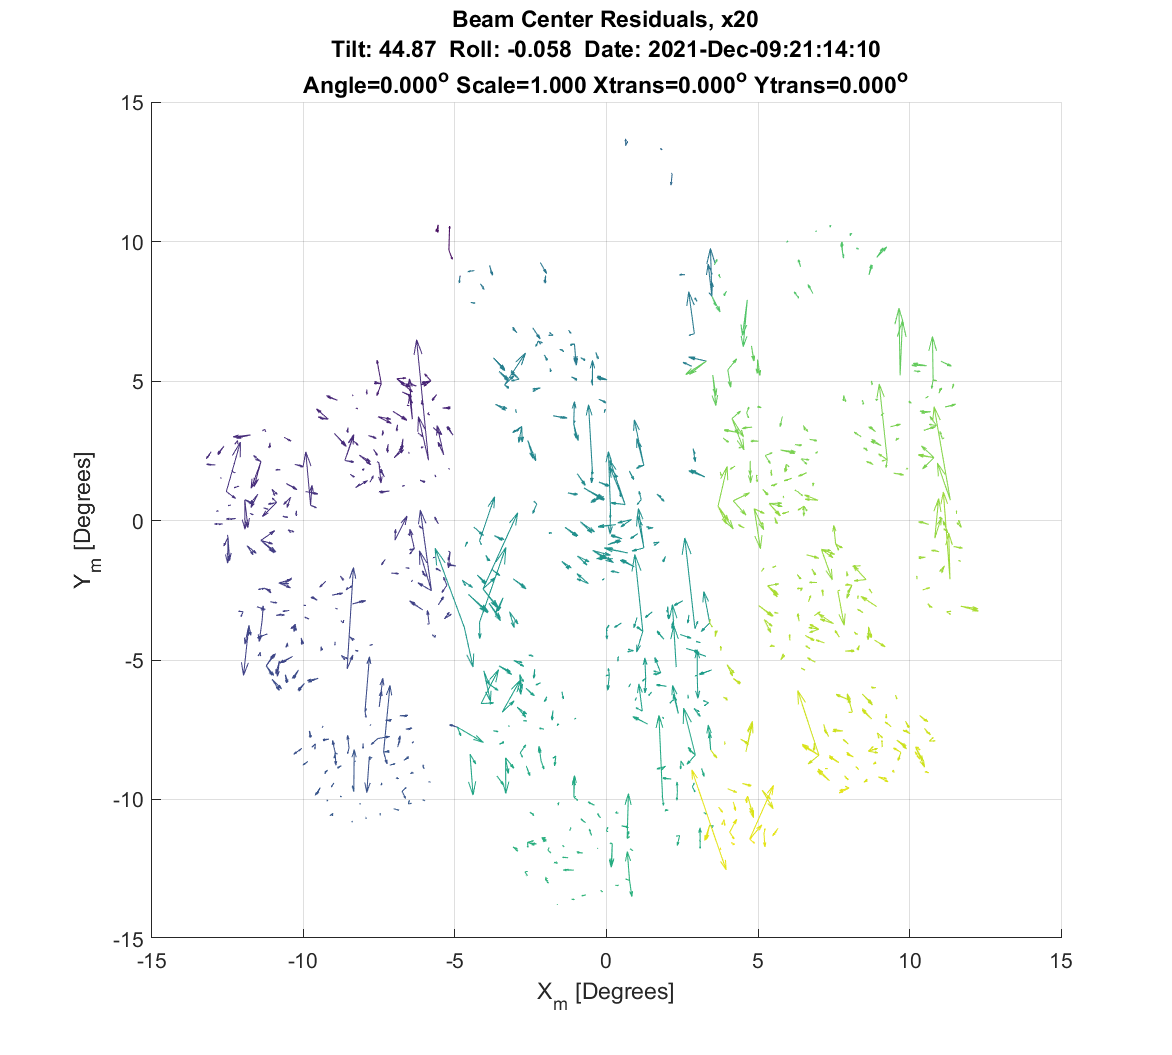 Beam Center Residuals, x20
Tilt: 44.87 Roll: -0.058 Date: 2021-Dec-09:21:14:10
Angle=0.000° Scale=1.000 Xtrans=0.000° Ytrans=0.000°
15
10
5
0
-5
-10
-15
Y_m [Degrees]
-15 -10 -5 0 5 10 15
X_m [Degrees]